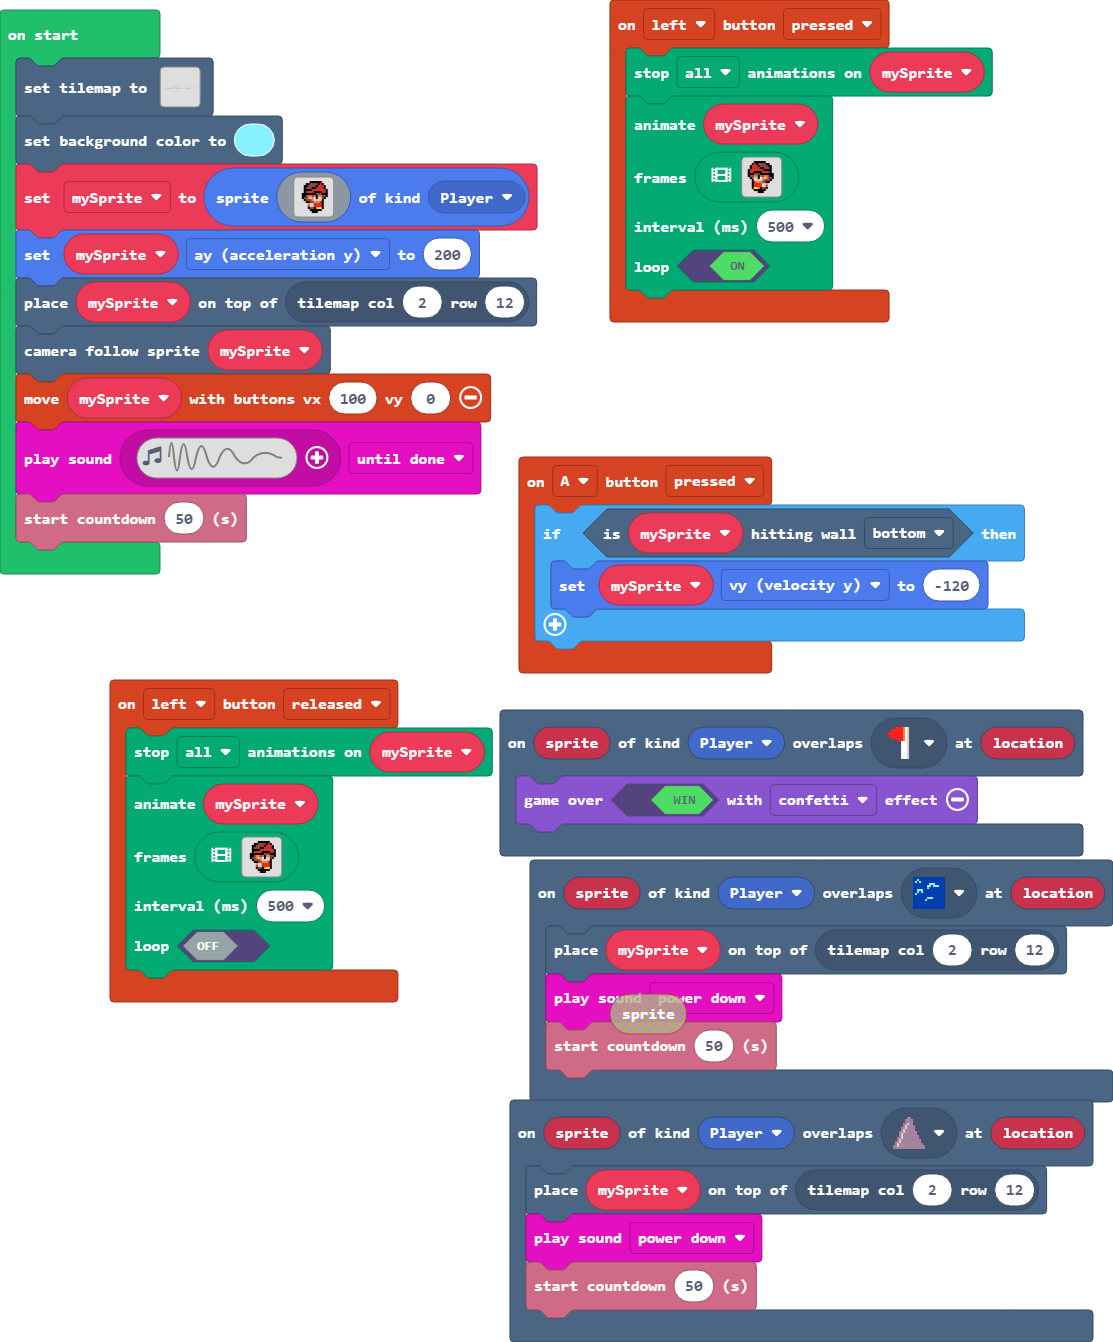 on start
set tilemap to
set background color to
set mySprite to sprite of kind Player
set mySprite ay (acceleration y) to 200
place mySprite on top of tilemap col 2 row 12
camera follow sprite mySprite
move mySprite with buttons vx 100 vy 0
play sound until done
start countdown 50 (s)
on left button pressed
stop all animations on mySprite
animate mySprite
frames
interval (ms) 500
loop ON
on A button pressed
if is mySprite hitting wall bottom then
set mySprite vy (velocity y) to -120
on left button released
stop all animations on mySprite
animate mySprite
frames
interval (ms) 500
loop OFF
on sprite of kind Player overlaps at location
game over WIN with confetti effect
on sprite of kind Player overlaps at location
place mySprite on top of tilemap col 2 row 12
play sound power down
sprite
start countdown 50 (s)
on sprite of kind Player overlaps at location
place mySprite on top of tilemap col 2 row 12
play sound power down
start countdown 50 (s)